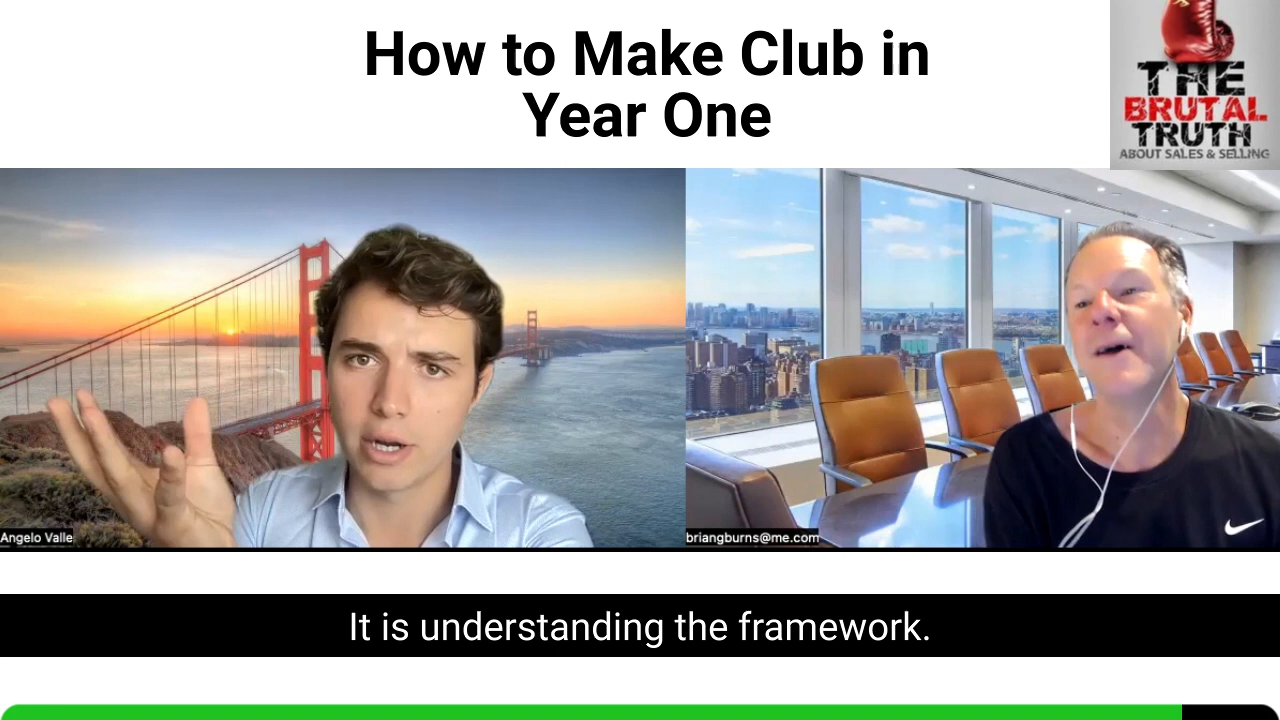 How to Make Club in
Year One
THE
BRUTAL
TRUTH
ABOUT SALES & SELLING
Angelo Valle
briangburns@me.com
It is understanding the framework.